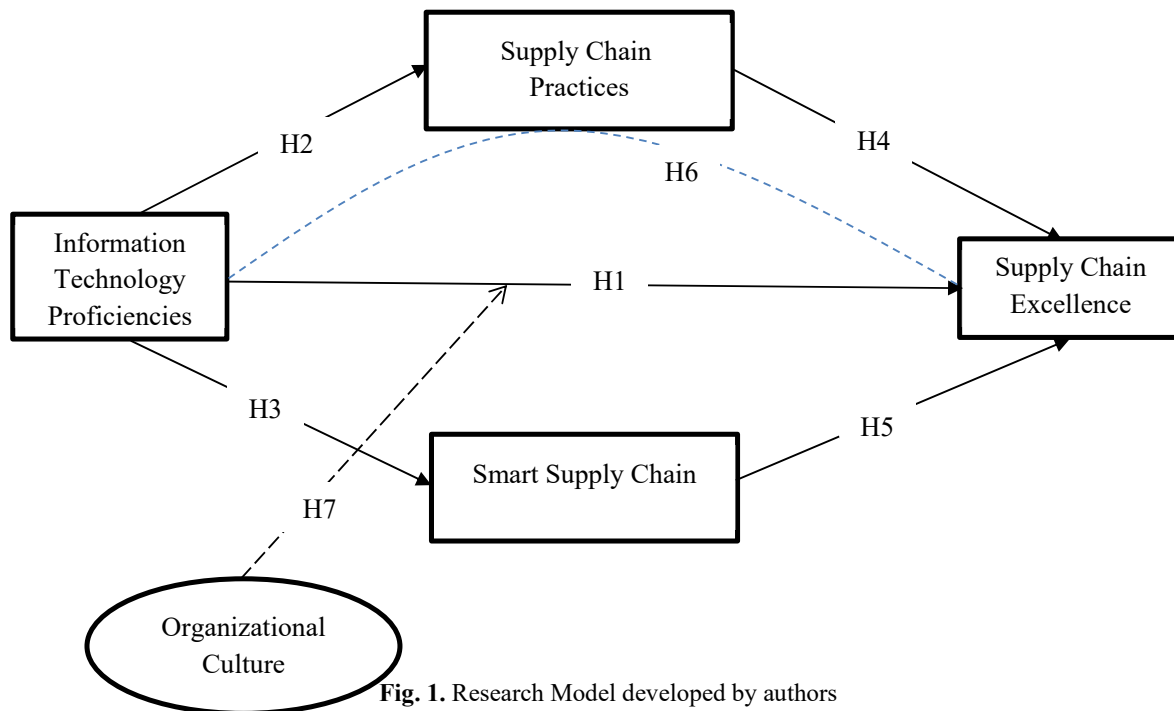 Supply Chain
Practices
H2
H4
H6
Information
Technology
Proficiencies
H1
Supply Chain
Excellence
H3
H5
Smart Supply Chain
H7
Organizational
Culture
Fig. 1. Research Model developed by authors